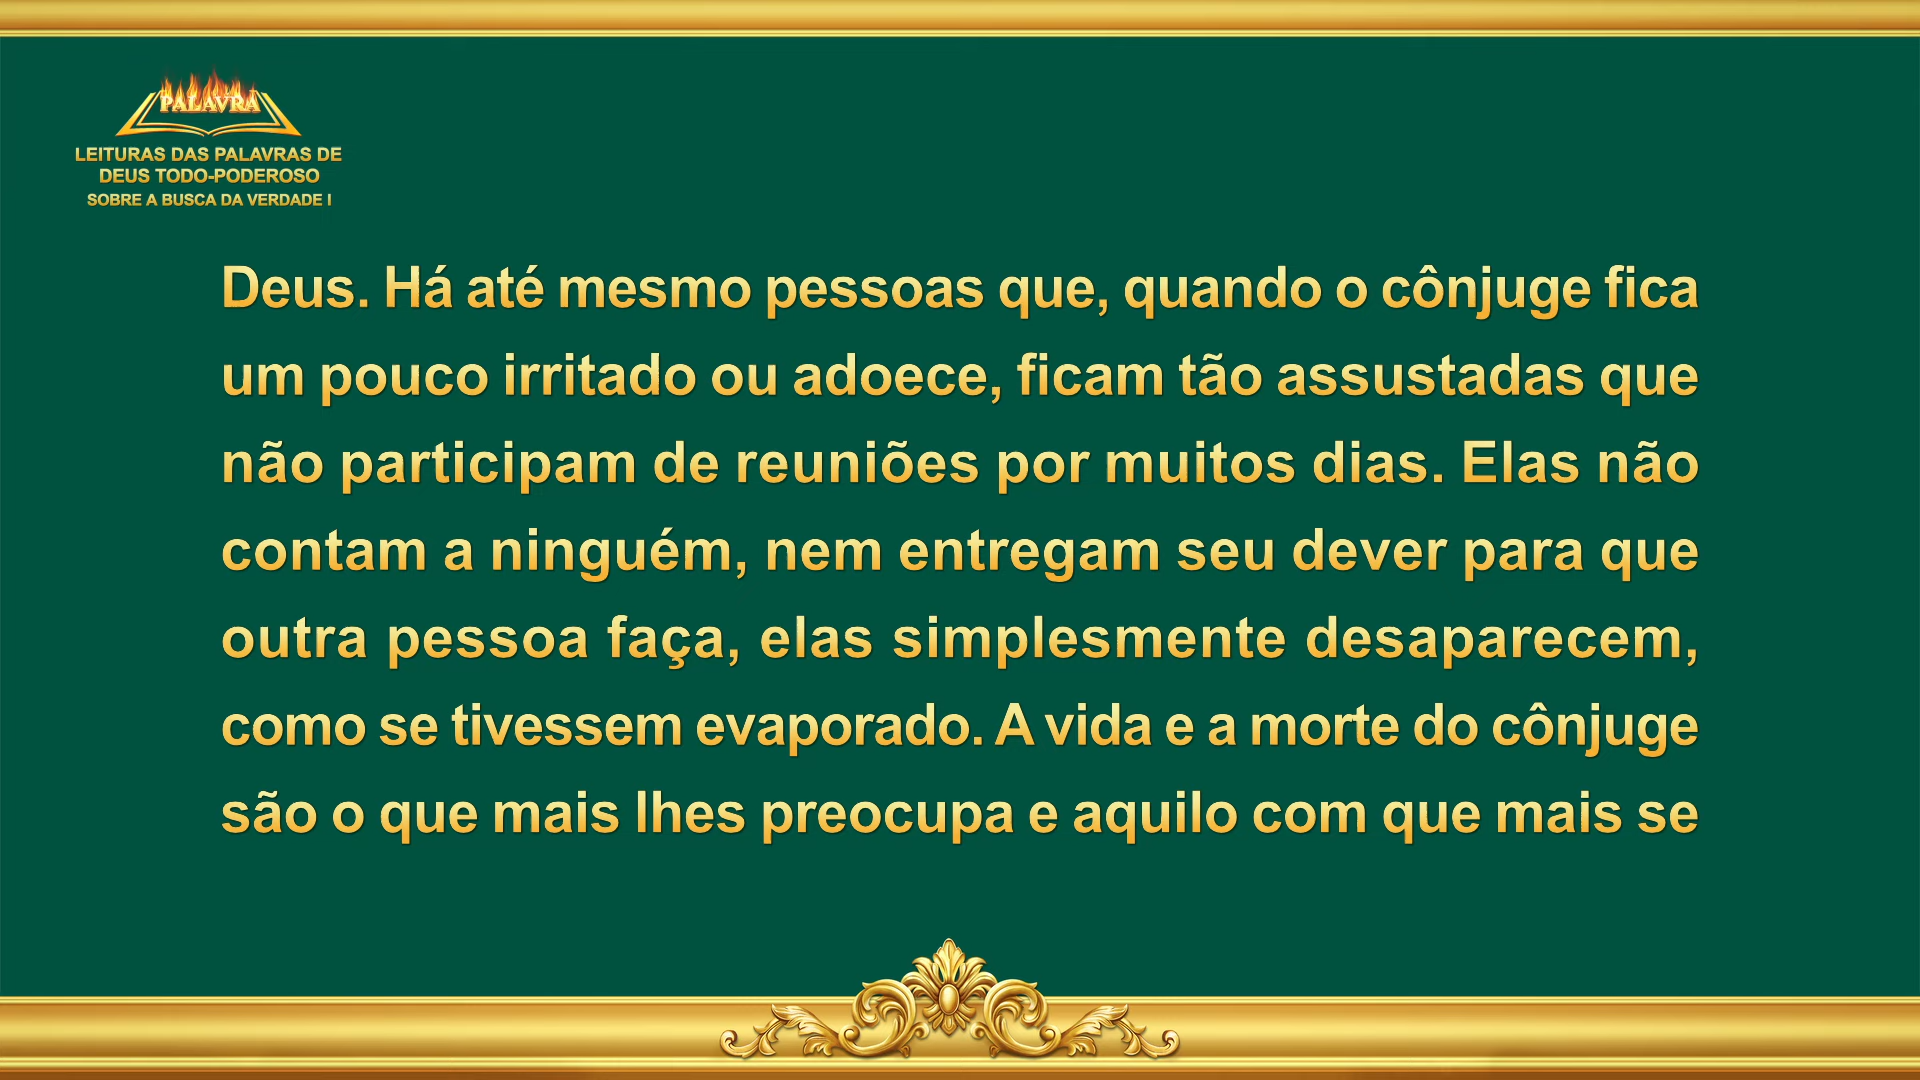 PALAVRA
LEITURAS DAS PALAVRAS DE
DEUS TODO-PODEROSO
SOBRE A BUSCA DA VERDADE I
Deus. Há até mesmo pessoas que, quando o cônjuge fica
um pouco irritado ou adoece, ficam tão assustadas que
não participam de reuniões por muitos dias. Elas não
contam a ninguém, nem entregam seu dever para que
outra pessoa faça, elas simplesmente desaparecem,
como se tivessem evaporado. A vida e a morte do cônjuge
são o que mais lhes preocupa e aquilo com que mais se